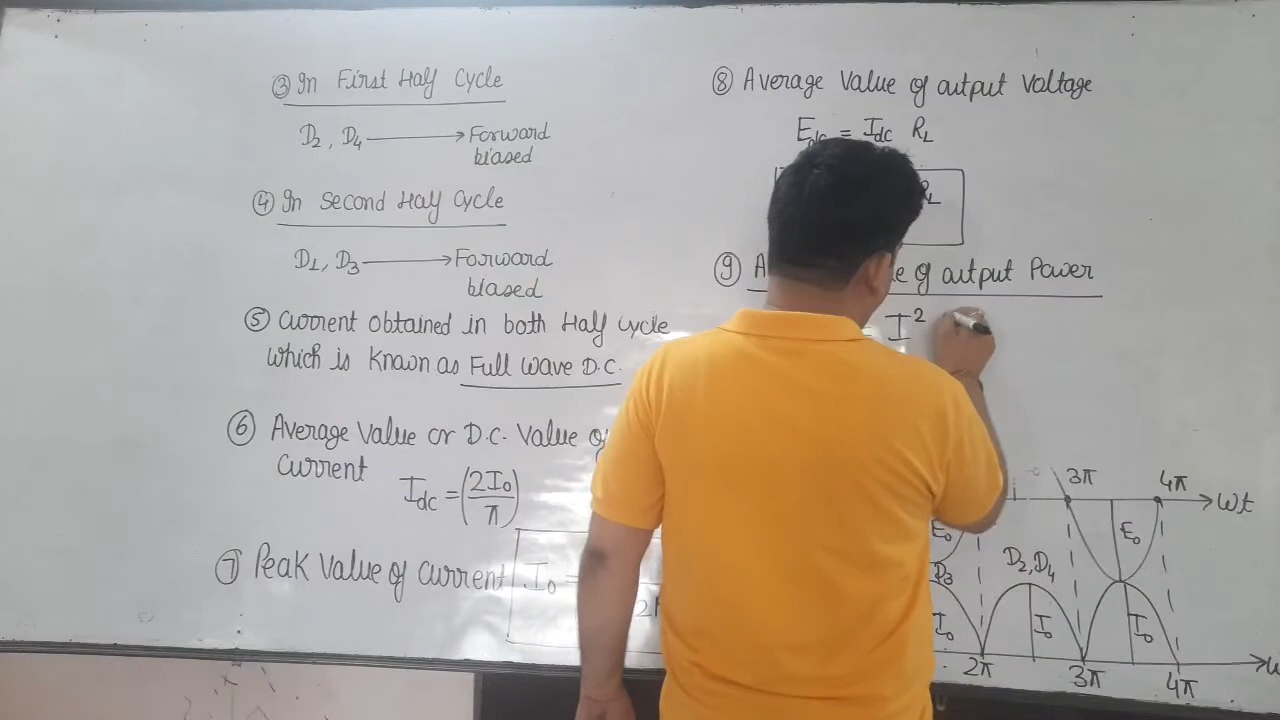 ③ In First Half Cycle
D2, D4 → Forward
biased
④ In Second Half Cycle
D1, D3 → Forward
biased
⑤ Current obtained in both Half Cycle
which is known as Full Wave D.C.
⑥ Average Value or D.C. Value of
Current Idc = (2I0/π)
⑦ Peak Value of Current I0 =
⑧ Average Value of output Voltage
Edc = Idc RL
RL
⑨ of output Power
= I²
3π 4π ωt
E0 E0
D3 D2, D4
I0 I0 I0
2π 3π 4π